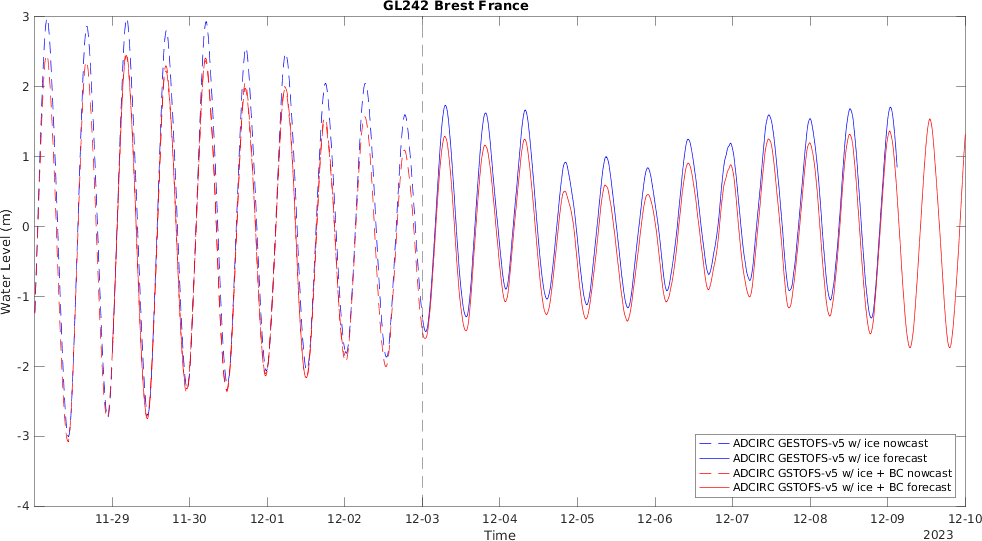 GL242 Brest France
3
2
1
0
-1
-2
-3
-4
Water Level (m)
ADCIRC GESTOFS-v5 w/ ice nowcast
ADCIRC GESTOFS-v5 w/ ice forecast
ADCIRC GSTOFS-v5 w/ ice + BC nowcast
ADCIRC GSTOFS-v5 w/ ice + BC forecast
11-29 11-30 12-01 12-02 12-03 12-04 12-05 12-06 12-07 12-08 12-09 12-10
Time
2023